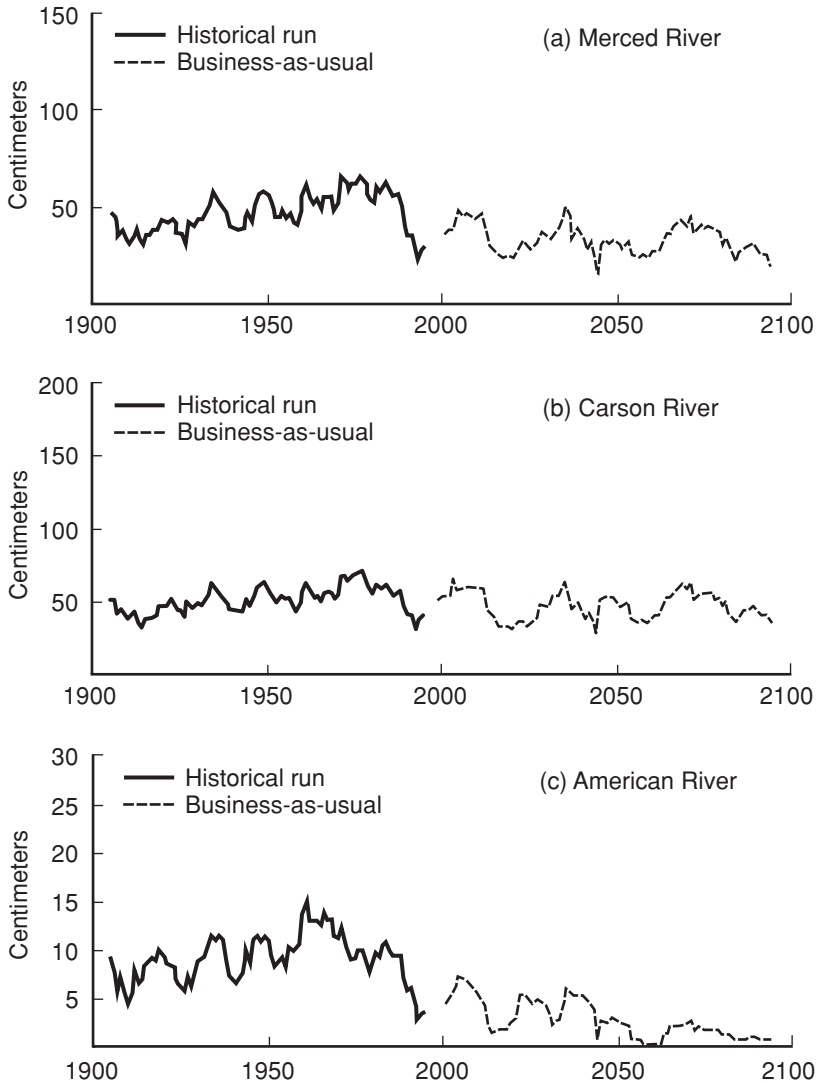 150
Historical run
(a) Merced River
Business-as-usual
100
Centimeters
50
1900
1950
2000
2050
2100
200
Historical run
(b) Carson River
Business-as-usual
150
Centimeters
100
50
1900
1950
2000
2050
2100
30
Historical run
(c) American River
25
Business-as-usual
20
Centimeters
15
10
5
1900
1950
2000
2050
2100